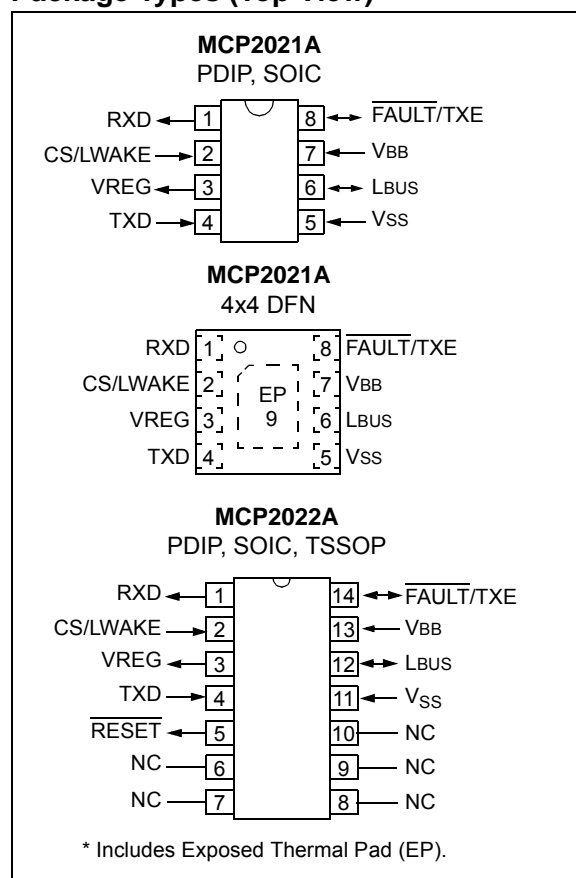 Package Types (Top View)
MCP2021A
PDIP, SOIC
RXD 1 8 FAULT/TXE
CS/LWAKE 2 7 VBB
VREG 3 6 LBUS
TXD 4 5 VSS
MCP2021A
4x4 DFN
RXD 1 8 FAULT/TXE
CS/LWAKE 2 EP 7 VBB
VREG 3 9 6 LBUS
TXD 4 5 VSS
MCP2022A
PDIP, SOIC, TSSOP
RXD 1 14 FAULT/TXE
CS/LWAKE 2 13 VBB
VREG 3 12 LBUS
TXD 4 11 VSS
RESET 5 10 NC
NC 6 9 NC
NC 7 8 NC
* Includes Exposed Thermal Pad (EP).